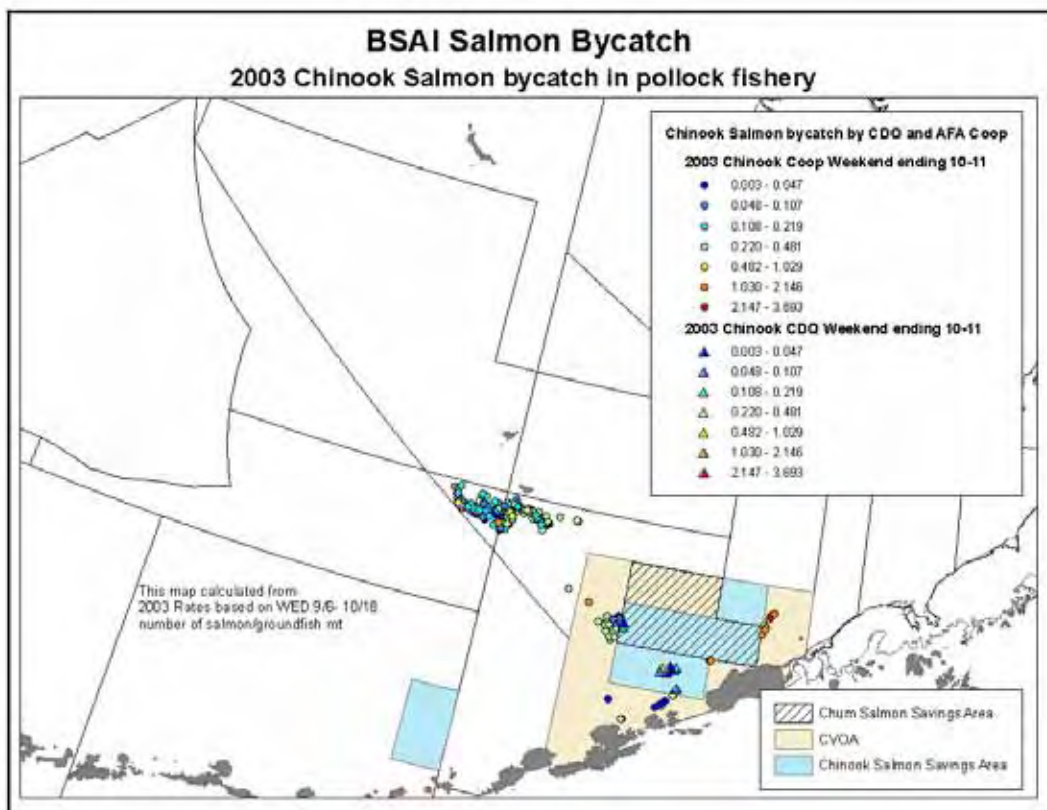 BSAI Salmon Bycatch
2003 Chinook Salmon bycatch in pollock fishery
Chinook Salmon bycatch by CDQ and AFA Coop
2003 Chinook Coop Weekend ending 10-11
0.003 - 0.047
0.048 - 0.107
0.108 - 0.219
0.220 - 0.481
0.482 - 1.029
1.030 - 2.146
2.147 - 3.693
2003 Chinook CDQ Weekend ending 10-11
0.003 - 0.047
0.048 - 0.107
0.108 - 0.219
0.220 - 0.481
0.482 - 1.029
1.030 - 2.146
2.147 - 3.693
This map calculated from
2003 Rates based on WED 9/6- 10/18
number of salmon/groundfish mt
Chum Salmon Savings Area
CVOA
Chinook Salmon Savings Area